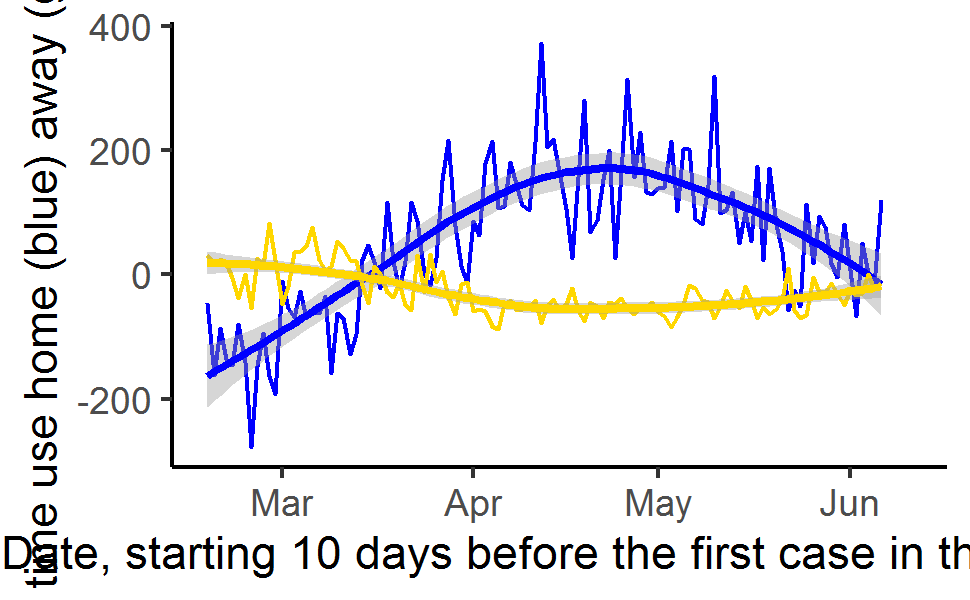 time use home (blue) away (
400
200
0
-200
Mar Apr May Jun
Date, starting 10 days before the first case in th